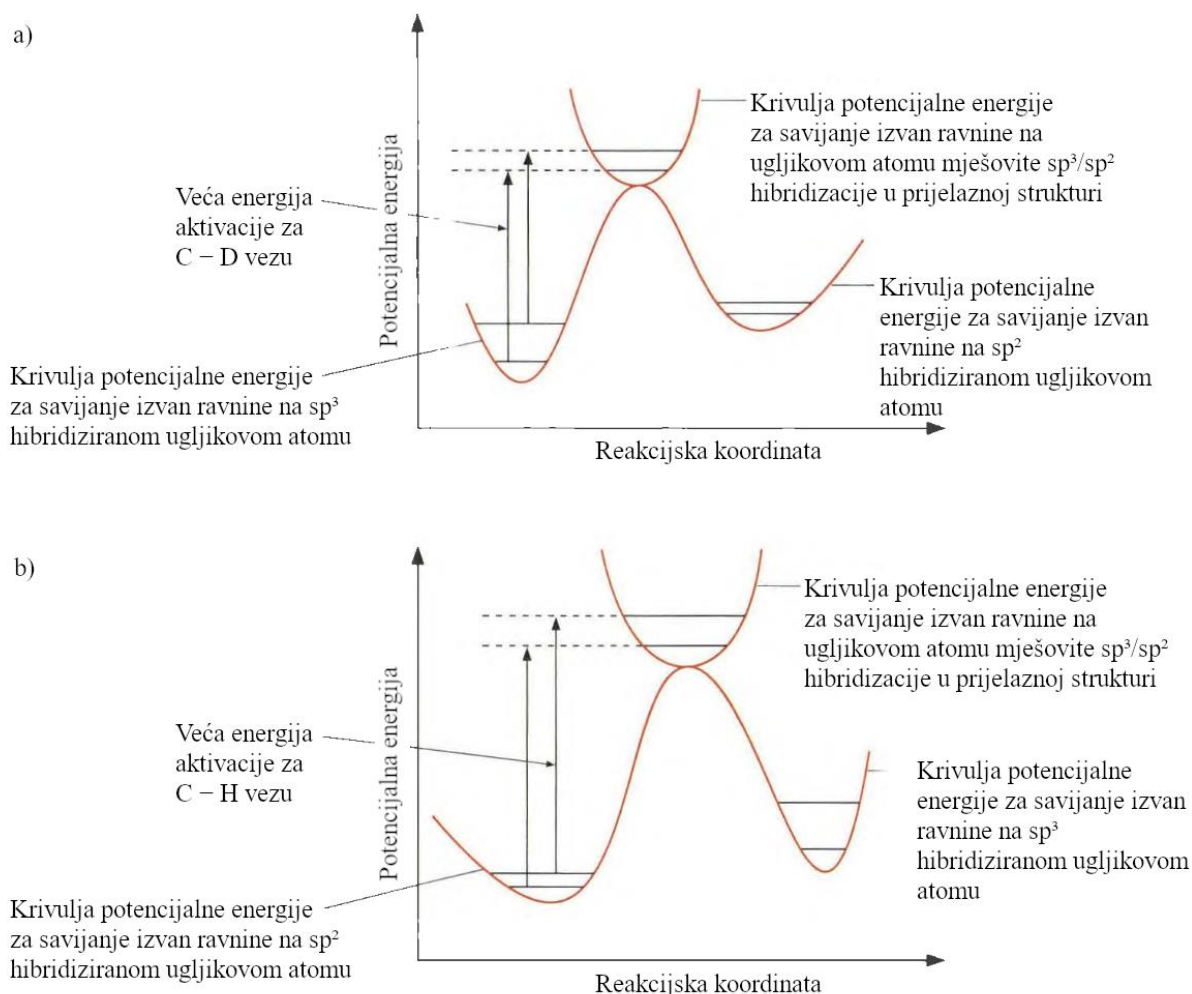 a)
Potencijalna energija
Krivulja potencijalne energije
za savijanje izvan ravnine na
ugljikovom atomu mješovite sp³/sp²
hibridizacije u prijelaznoj strukturi
Veća energija
aktivacije za
C − D vezu
Krivulja potencijalne
energije za savijanje izvan
ravnine na sp²
hibridiziranom ugljikovom
atomu
Krivulja potencijalne energije
za savijanje izvan ravnine na sp³
hibridiziranom ugljikovom atomu
Reakcijska koordinata
b)
Potencijalna energija
Krivulja potencijalne energije
za savijanje izvan ravnine na
ugljikovom atomu mješovite sp³/sp²
hibridizacije u prijelaznoj strukturi
Veća energija
aktivacije za
C − H vezu
Krivulja potencijalne
energije za savijanje izvan
ravnine na sp³
hibridiziranom ugljikovom
atomu
Krivulja potencijalne energije
za savijanje izvan ravnine na sp²
hibridiziranom ugljikovom atomu
Reakcijska koordinata